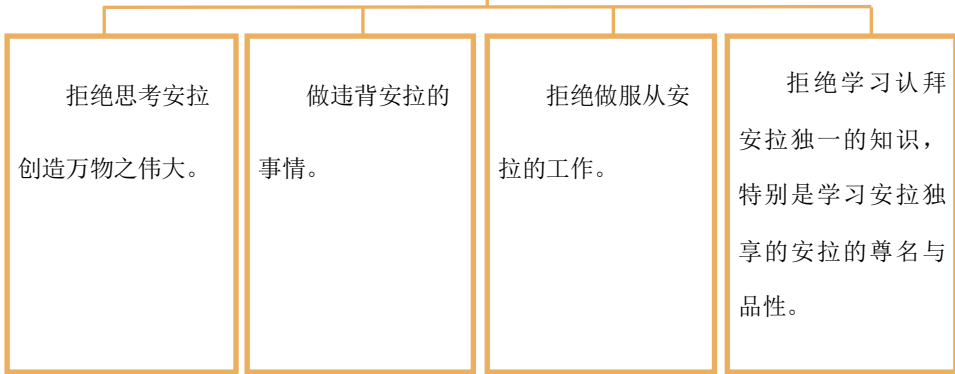 拒绝思考安拉
创造万物之伟大。
做违背安拉的
事情。
拒绝做服从安
拉的工作。
拒绝学习认拜
安拉独一的知识，
特别是学习安拉独
享的安拉的尊名与
品性。